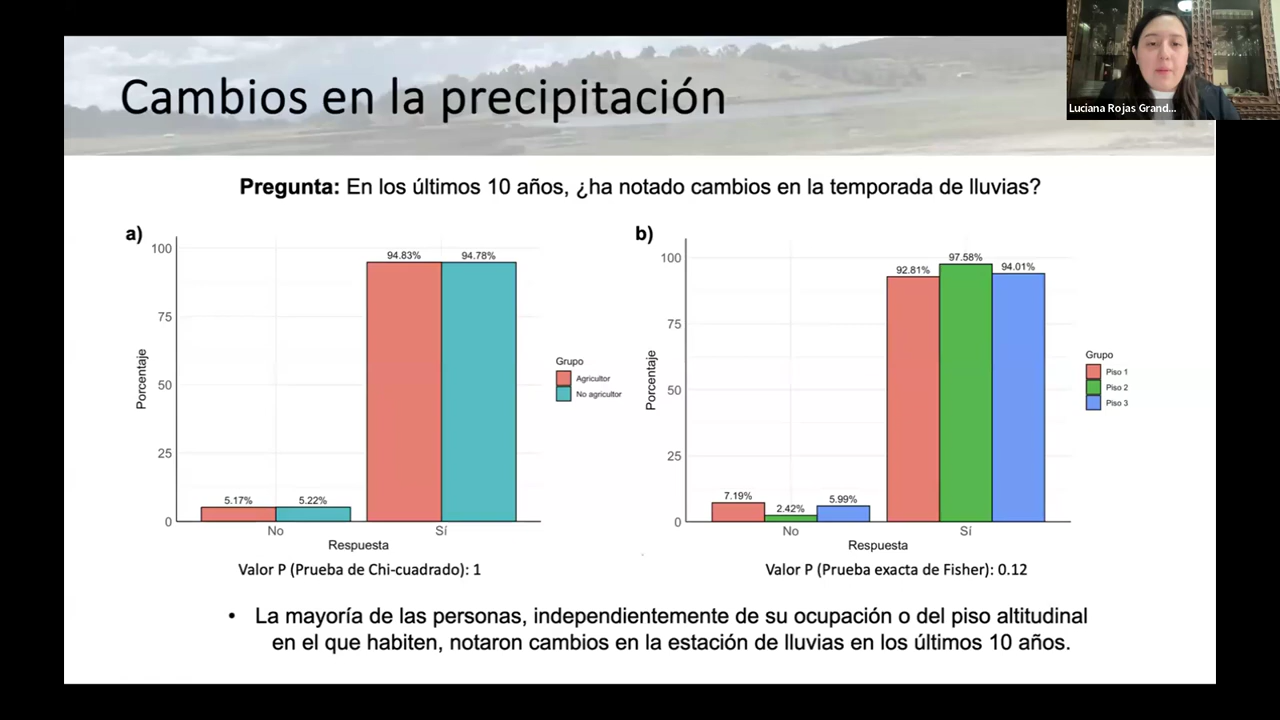 Cambios en la precipitación
Luciana Rojas Grand...
Pregunta: En los últimos 10 años, ¿ha notado cambios en la temporada de lluvias?
a)
100
75
50
25
0
Porcentaje
94.83%
94.78%
5.17%
5.22%
No
Sí
Respuesta
Grupo
Agricultor
No agricultor
Valor P (Prueba de Chi-cuadrado): 1
b)
100
75
50
25
0
Porcentaje
92.81%
97.58%
94.01%
7.19%
2.42%
5.99%
No
Sí
Respuesta
Grupo
Piso 1
Piso 2
Piso 3
Valor P (Prueba exacta de Fisher): 0.12
• La mayoría de las personas, independientemente de su ocupación o del piso altitudinal
en el que habiten, notaron cambios en la estación de lluvias en los últimos 10 años.